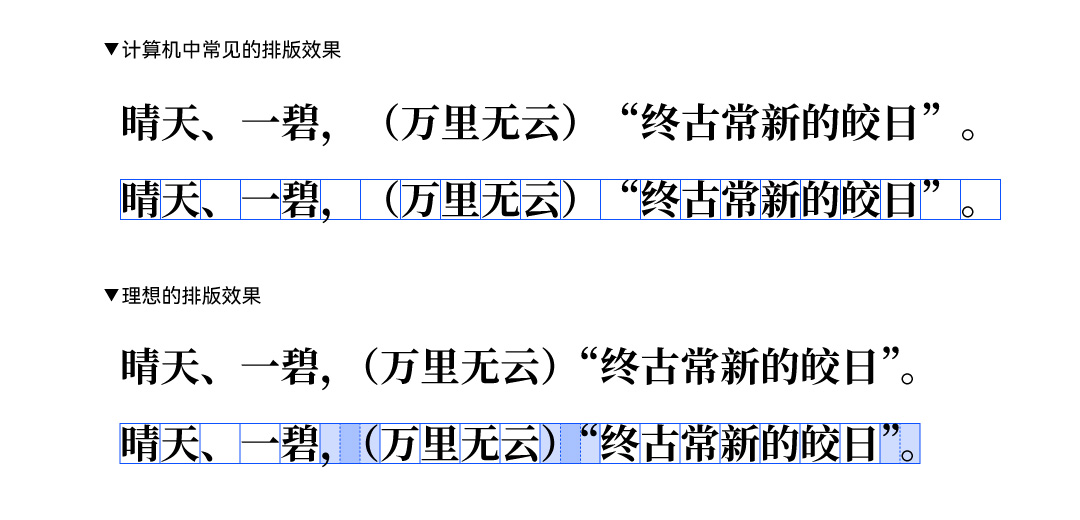 ▼计算机中常见的排版效果
晴天、一碧，（万里无云）“终古常新的皎日”。
晴天、一碧，（万里无云）“终古常新的皎日”。
▼理想的排版效果
晴天、一碧，（万里无云）“终古常新的皎日”。
晴天、一碧，（万里无云）“终古常新的皎日”。